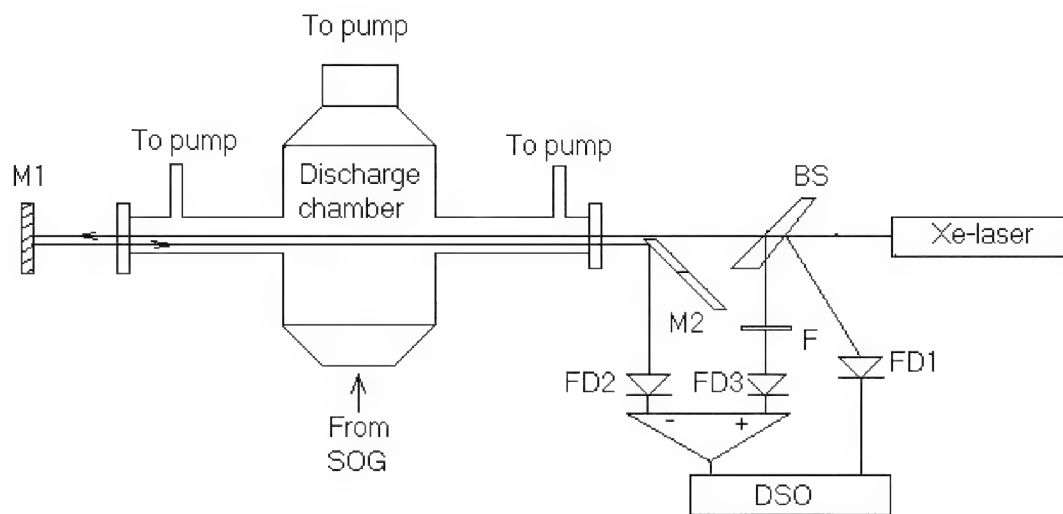 To pump
To pump
To pump
M1
Discharge
chamber
BS
Xe-laser
M2
F
FD1
FD2
FD3
-
+
From
SOG
DSO